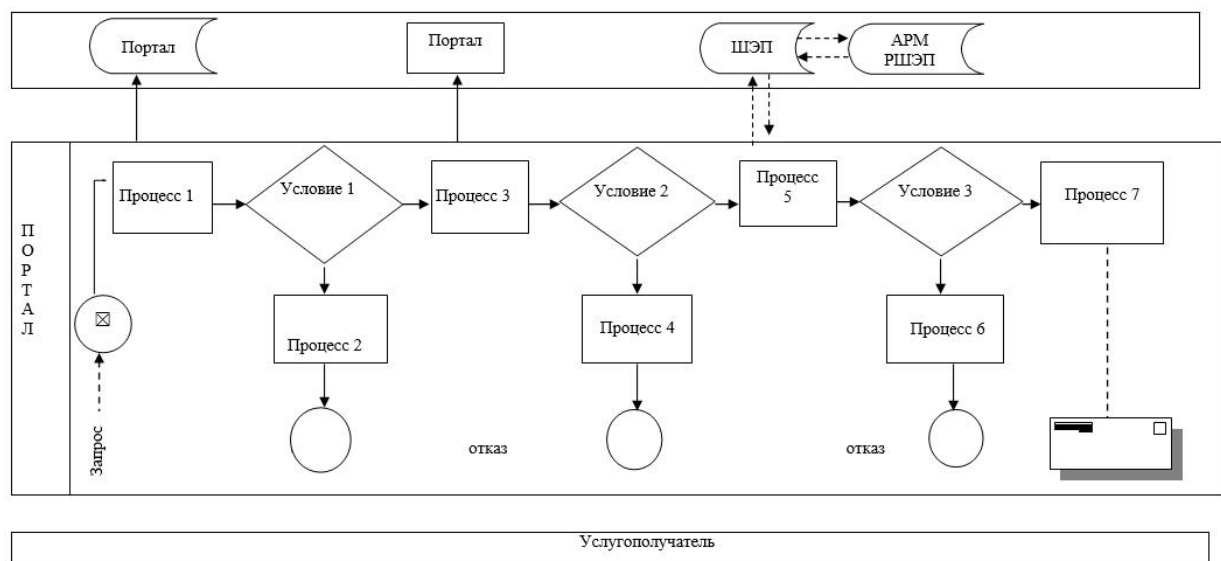 Портал
Портал
ШЭП
АРМ
РШЭП
ПОРТАЛ
Процесс 1
Условие 1
Процесс 3
Условие 2
Процесс
5
Условие 3
Процесс 7
Процесс 2
Процесс 4
Процесс 6
Запрос
отказ
отказ
Услугополучатель